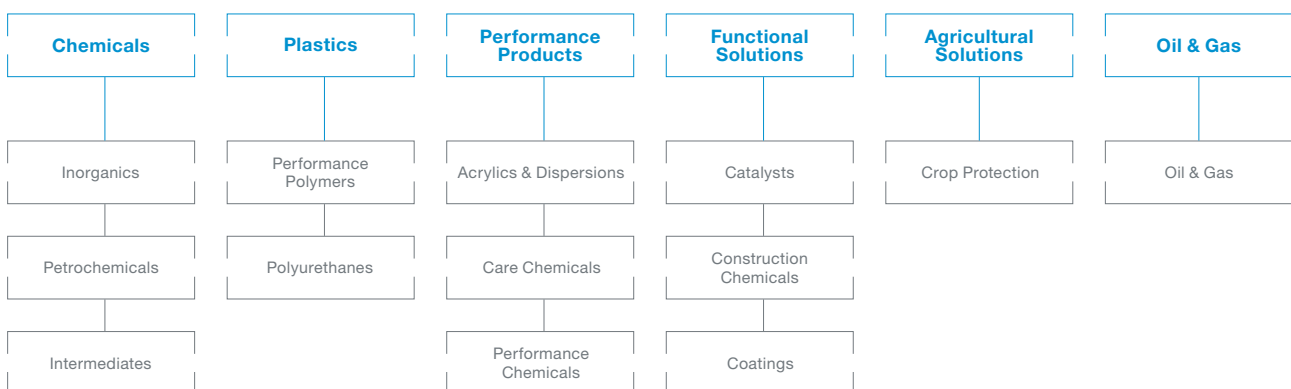 Chemicals
Plastics
Performance
Products
Functional
Solutions
Agricultural
Solutions
Oil & Gas
Inorganics
Performance
Polymers
Acrylics & Dispersions
Catalysts
Crop Protection
Oil & Gas
Petrochemicals
Polyurethanes
Care Chemicals
Construction
Chemicals
Intermediates
Performance
Chemicals
Coatings